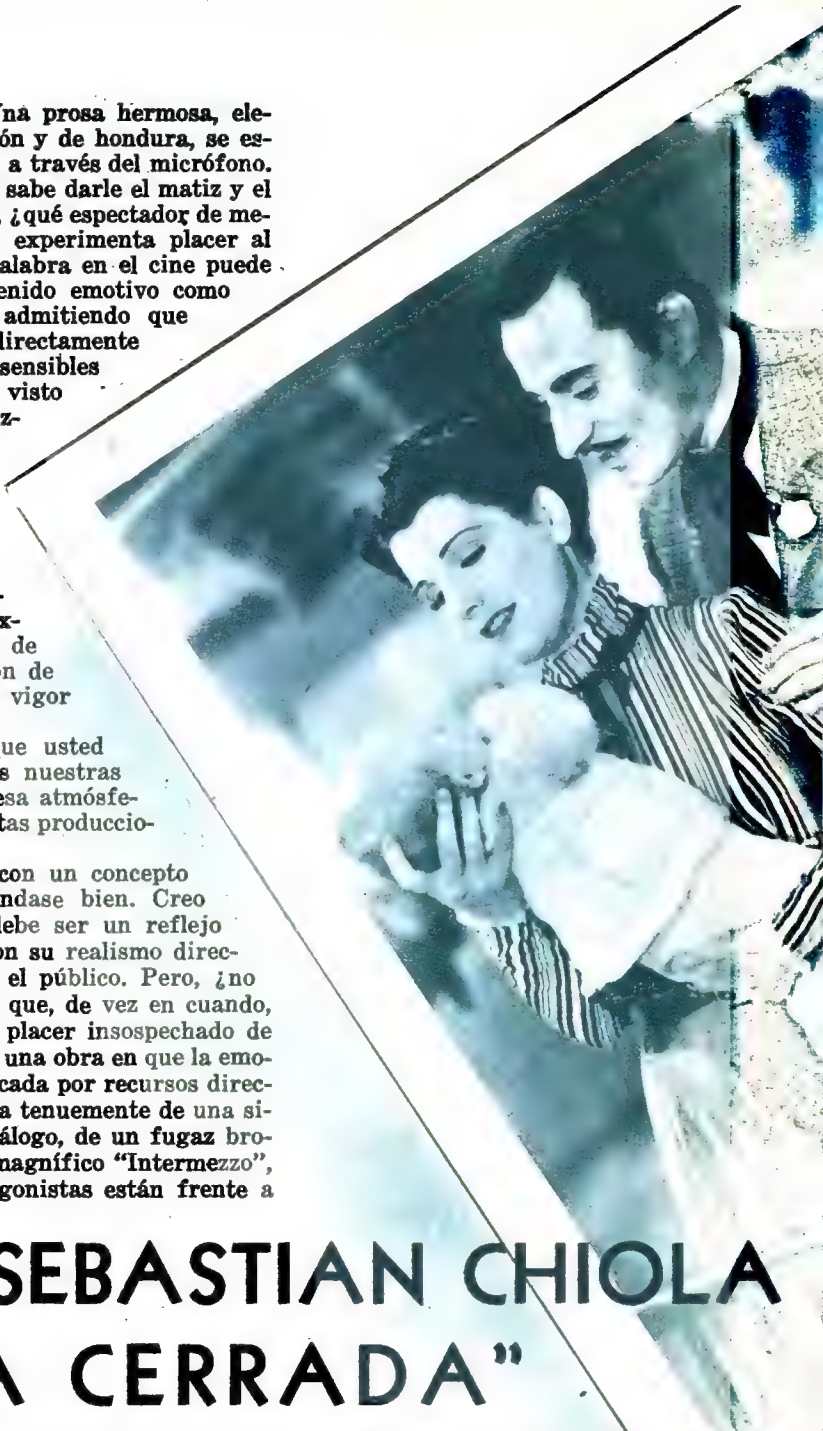 na prosa hermosa, ele-
ón y de hondura, se es-
a través del micrófono.
sabe darle el matiz y el
, ¿qué espectador de me-
experimenta placer al
alabra en el cine puede
enido emotivo como
admitiendo que
directamente
sensibles
visto
z-
x-
de
n de
vigor
ue usted
s nuestras
esa atmósfe-
tas produccio-
con un concepto
ndase bien. Creo
debe ser un reflejo
on su realismo direc-
el público. Pero, ¿no
que, de vez en cuando,
placer insospechado de
una obra en que la emo-
cada por recursos direc-
a tenuemente de una si-
álogo, de un fugaz bro-
magnífico "Intermezzo",
gonistas están frente a
SEBASTIAN CHIOLA
A CERRADA"